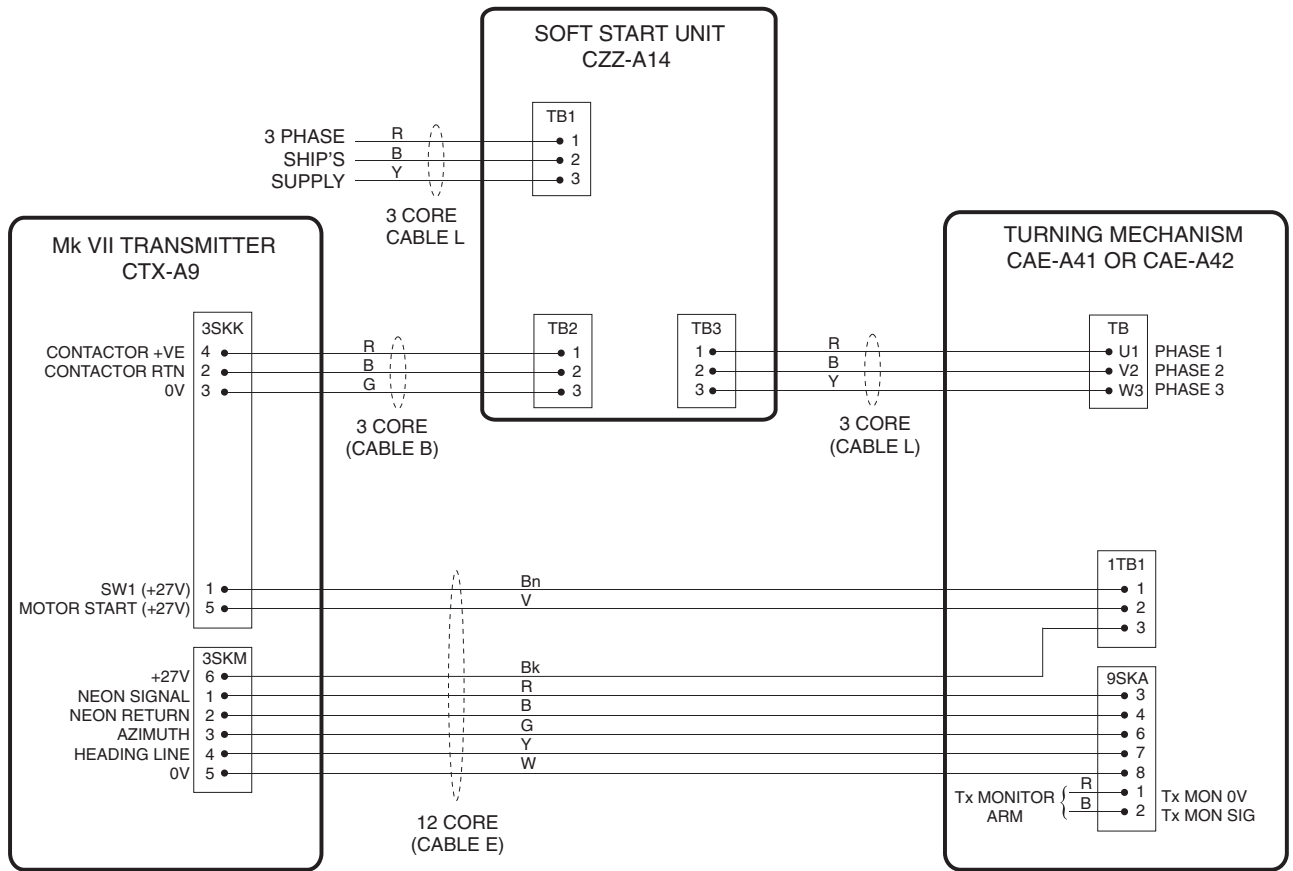 SOFT START UNIT
CZZ-A14
TB1
3 PHASE R 1
SHIP'S B 2
SUPPLY Y 3
3 CORE
CABLE L
Mk VII TRANSMITTER
CTX-A9
TURNING MECHANISM
CAE-A41 OR CAE-A42
3SKK TB2 TB3 TB
CONTACTOR +VE 4 R 1 1 R U1 PHASE 1
CONTACTOR RTN 2 B 2 2 B V2 PHASE 2
0V 3 G 3 3 Y W3 PHASE 3
3 CORE
(CABLE B)
3 CORE
(CABLE L)
1TB1
SW1 (+27V) 1 Bn 1
MOTOR START (+27V) 5 V 2
3
3SKM
+27V 6 Bk
9SKA
NEON SIGNAL 1 R 3
NEON RETURN 2 B 4
AZIMUTH 3 G 6
HEADING LINE 4 Y 7
0V 5 W 8
Tx MONITOR
ARM
R 1 Tx MON 0V
B 2 Tx MON SIG
12 CORE
(CABLE E)